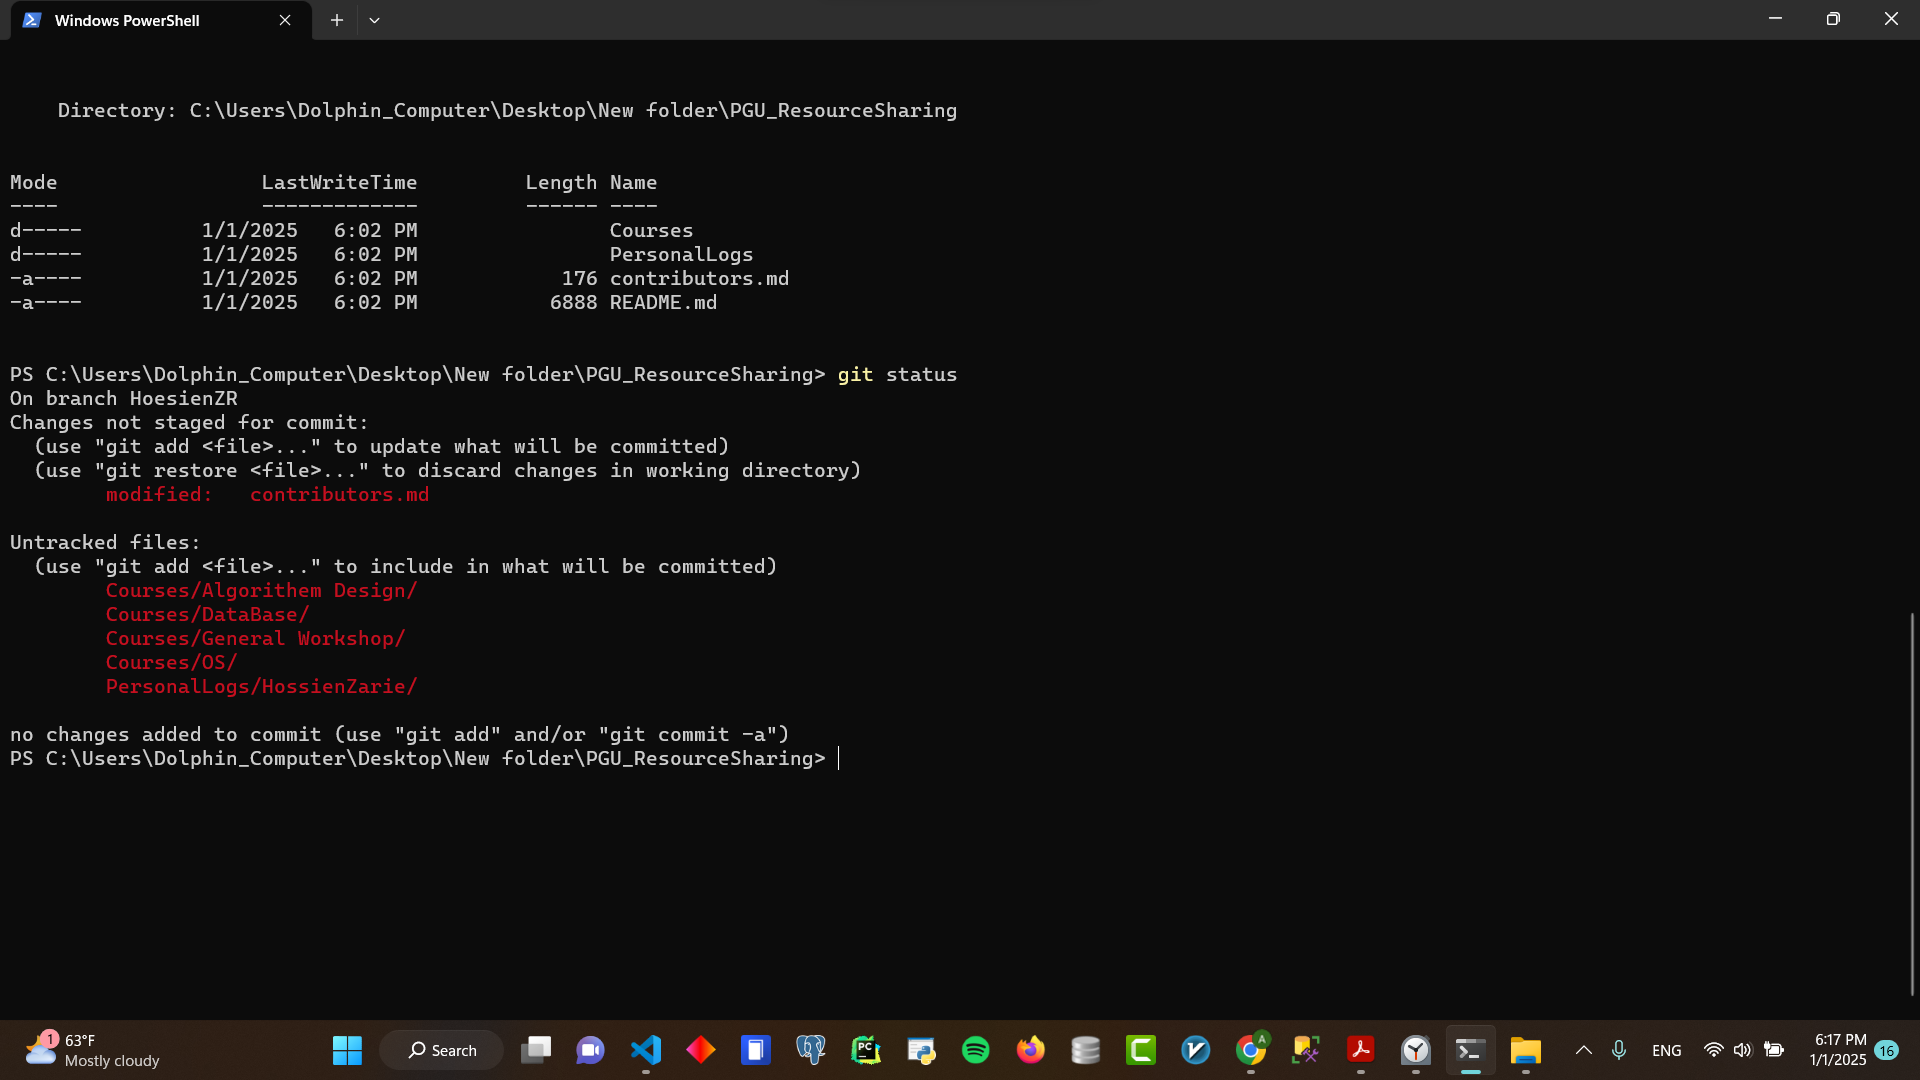 Windows PowerShell
Directory: C:\Users\Dolphin_Computer\Desktop\New folder\PGU_ResourceSharing
Mode                 LastWriteTime         Length Name
----                 -------------         ------ ----
d-----          1/1/2025   6:02 PM                Courses
d-----          1/1/2025   6:02 PM                PersonalLogs
-a----          1/1/2025   6:02 PM            176 contributors.md
-a----          1/1/2025   6:02 PM           6888 README.md
PS C:\Users\Dolphin_Computer\Desktop\New folder\PGU_ResourceSharing> git status
On branch HoesienZR
Changes not staged for commit:
  (use "git add <file>..." to update what will be committed)
  (use "git restore <file>..." to discard changes in working directory)
        modified:   contributors.md
Untracked files:
  (use "git add <file>..." to include in what will be committed)
        Courses/Algorithem Design/
        Courses/DataBase/
        Courses/General Workshop/
        Courses/OS/
        PersonalLogs/HossienZarie/
no changes added to commit (use "git add" and/or "git commit -a")
PS C:\Users\Dolphin_Computer\Desktop\New folder\PGU_ResourceSharing>
1
63°F
Mostly cloudy
Search
PC
A
ENG
6:17 PM
1/1/2025
16